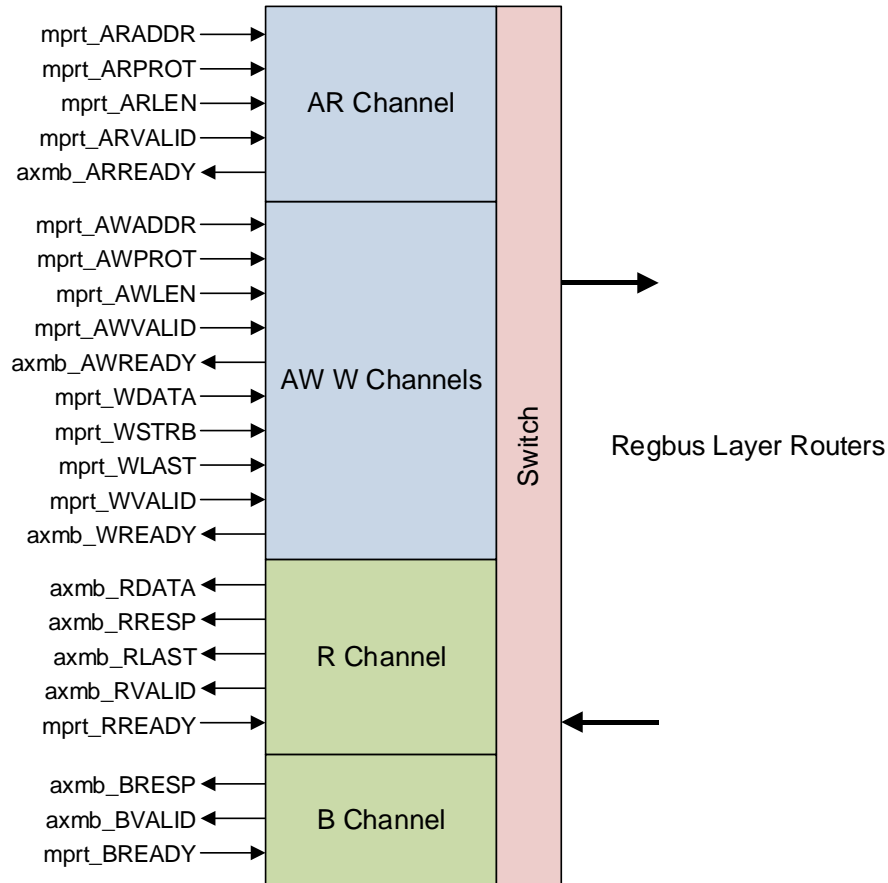 mprt_ARADDR
mprt_ARPROT
mprt_ARLEN
mprt_ARVALID
axmb_ARREADY
AR Channel
mprt_AWADDR
mprt_AWPROT
mprt_AWLEN
mprt_AWVALID
axmb_AWREADY
mprt_WDATA
mprt_WSTRB
mprt_WLAST
mprt_WVALID
axmb_WREADY
AW W Channels
axmb_RDATA
axmb_RRESP
axmb_RLAST
axmb_RVALID
mprt_RREADY
R Channel
axmb_BRESP
axmb_BVALID
mprt_BREADY
B Channel
Switch
Regbus Layer Routers